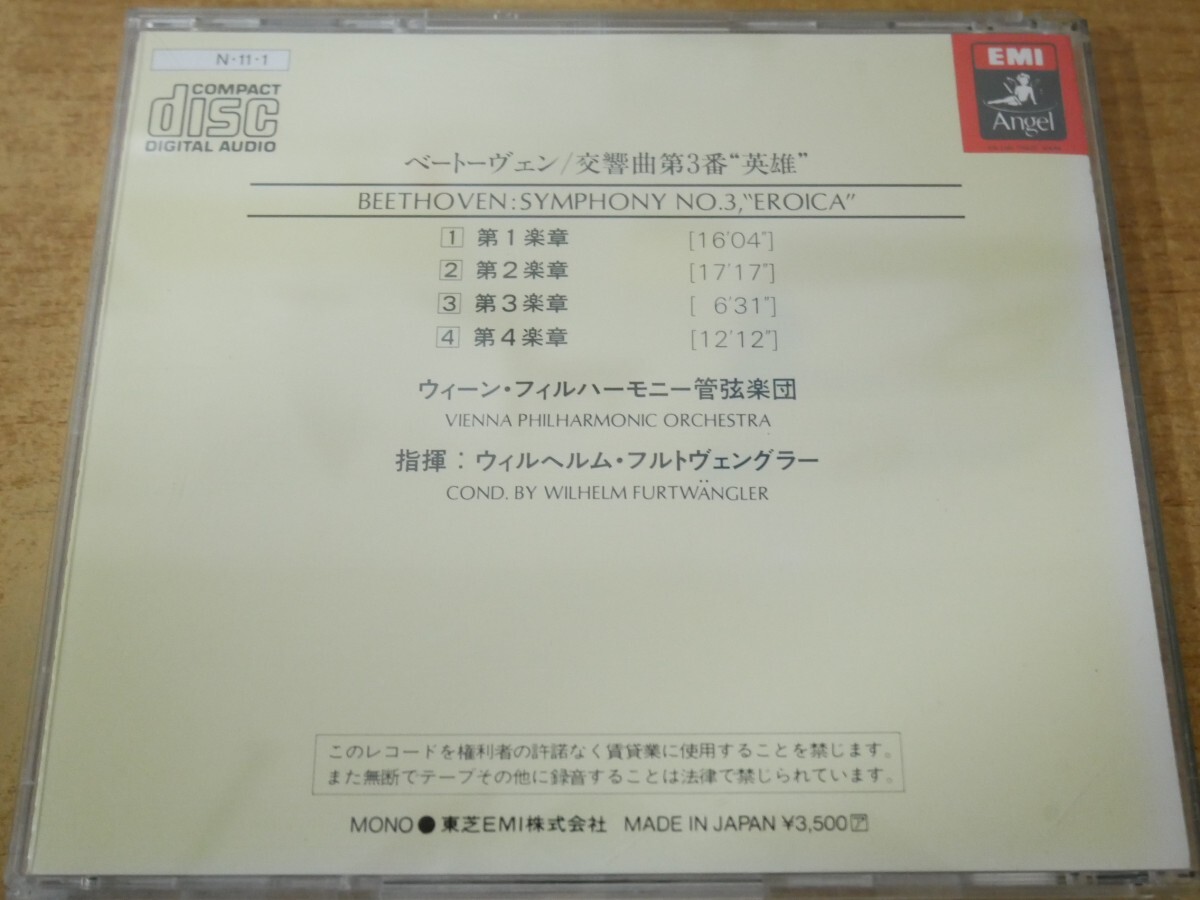 N・11・1
COMPACT
disc
DIGITAL AUDIO
EMI
Angel
ベートーヴェン/交響曲第3番“英雄”
BEETHOVEN:SYMPHONY NO.3,“EROICA”
1 第1楽章 [16'04"]
2 第2楽章 [17'17"]
3 第3楽章 [ 6'31"]
4 第4楽章 [12'12"]
ウィーン・フィルハーモニー管弦楽団
VIENNA PHILHARMONIC ORCHESTRA
指揮:ウィルヘルム・フルトヴェングラー
COND. BY WILHELM FURTWÄNGLER
このレコードを権利者の許諾なく賃貸業に使用することを禁じます。
また無断でテープその他に録音することは法律で禁じられています。
MONO●東芝EMI株式会社 MADE IN JAPAN ¥3,500ア